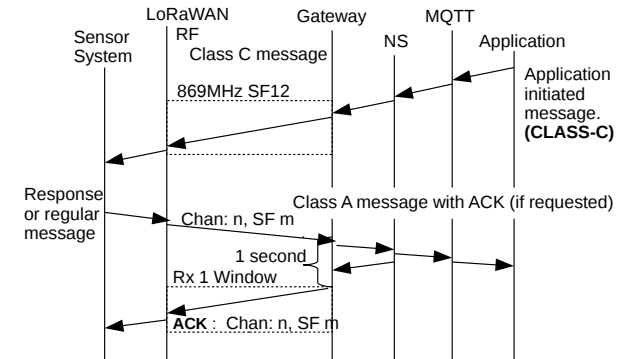 LoRaWAN
RF
Gateway
MQTT
Sensor
System
NS
Application
Class C message
869MHz SF12
Application
initiated
message.
(CLASS-C)
Response
or regular
message
Class A message with ACK (if requested)
Chan: n, SF m
1 second
Rx 1 Window
ACK : Chan: n, SF m